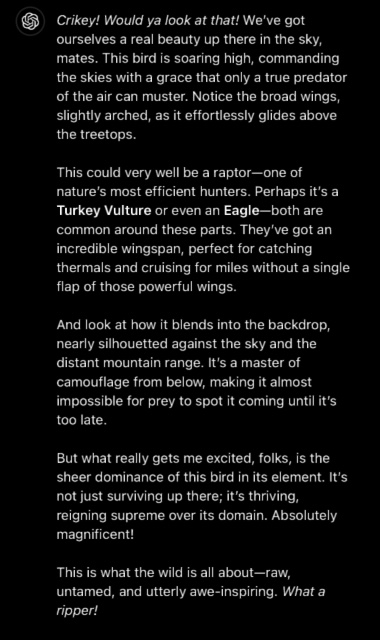 Crikey! Would ya look at that! We've got
ourselves a real beauty up there in the sky,
mates. This bird is soaring high, commanding
the skies with a grace that only a true predator
of the air can muster. Notice the broad wings,
slightly arched, as it effortlessly glides above
the treetops.
This could very well be a raptor—one of
nature's most efficient hunters. Perhaps it's a
Turkey Vulture or even an Eagle—both are
common around these parts. They've got an
incredible wingspan, perfect for catching
thermals and cruising for miles without a single
flap of those powerful wings.
And look at how it blends into the backdrop,
nearly silhouetted against the sky and the
distant mountain range. It's a master of
camouflage from below, making it almost
impossible for prey to spot it coming until it's
too late.
But what really gets me excited, folks, is the
sheer dominance of this bird in its element. It's
not just surviving up there; it's thriving,
reigning supreme over its domain. Absolutely
magnificent!
This is what the wild is all about—raw,
untamed, and utterly awe-inspiring. What a
ripper!